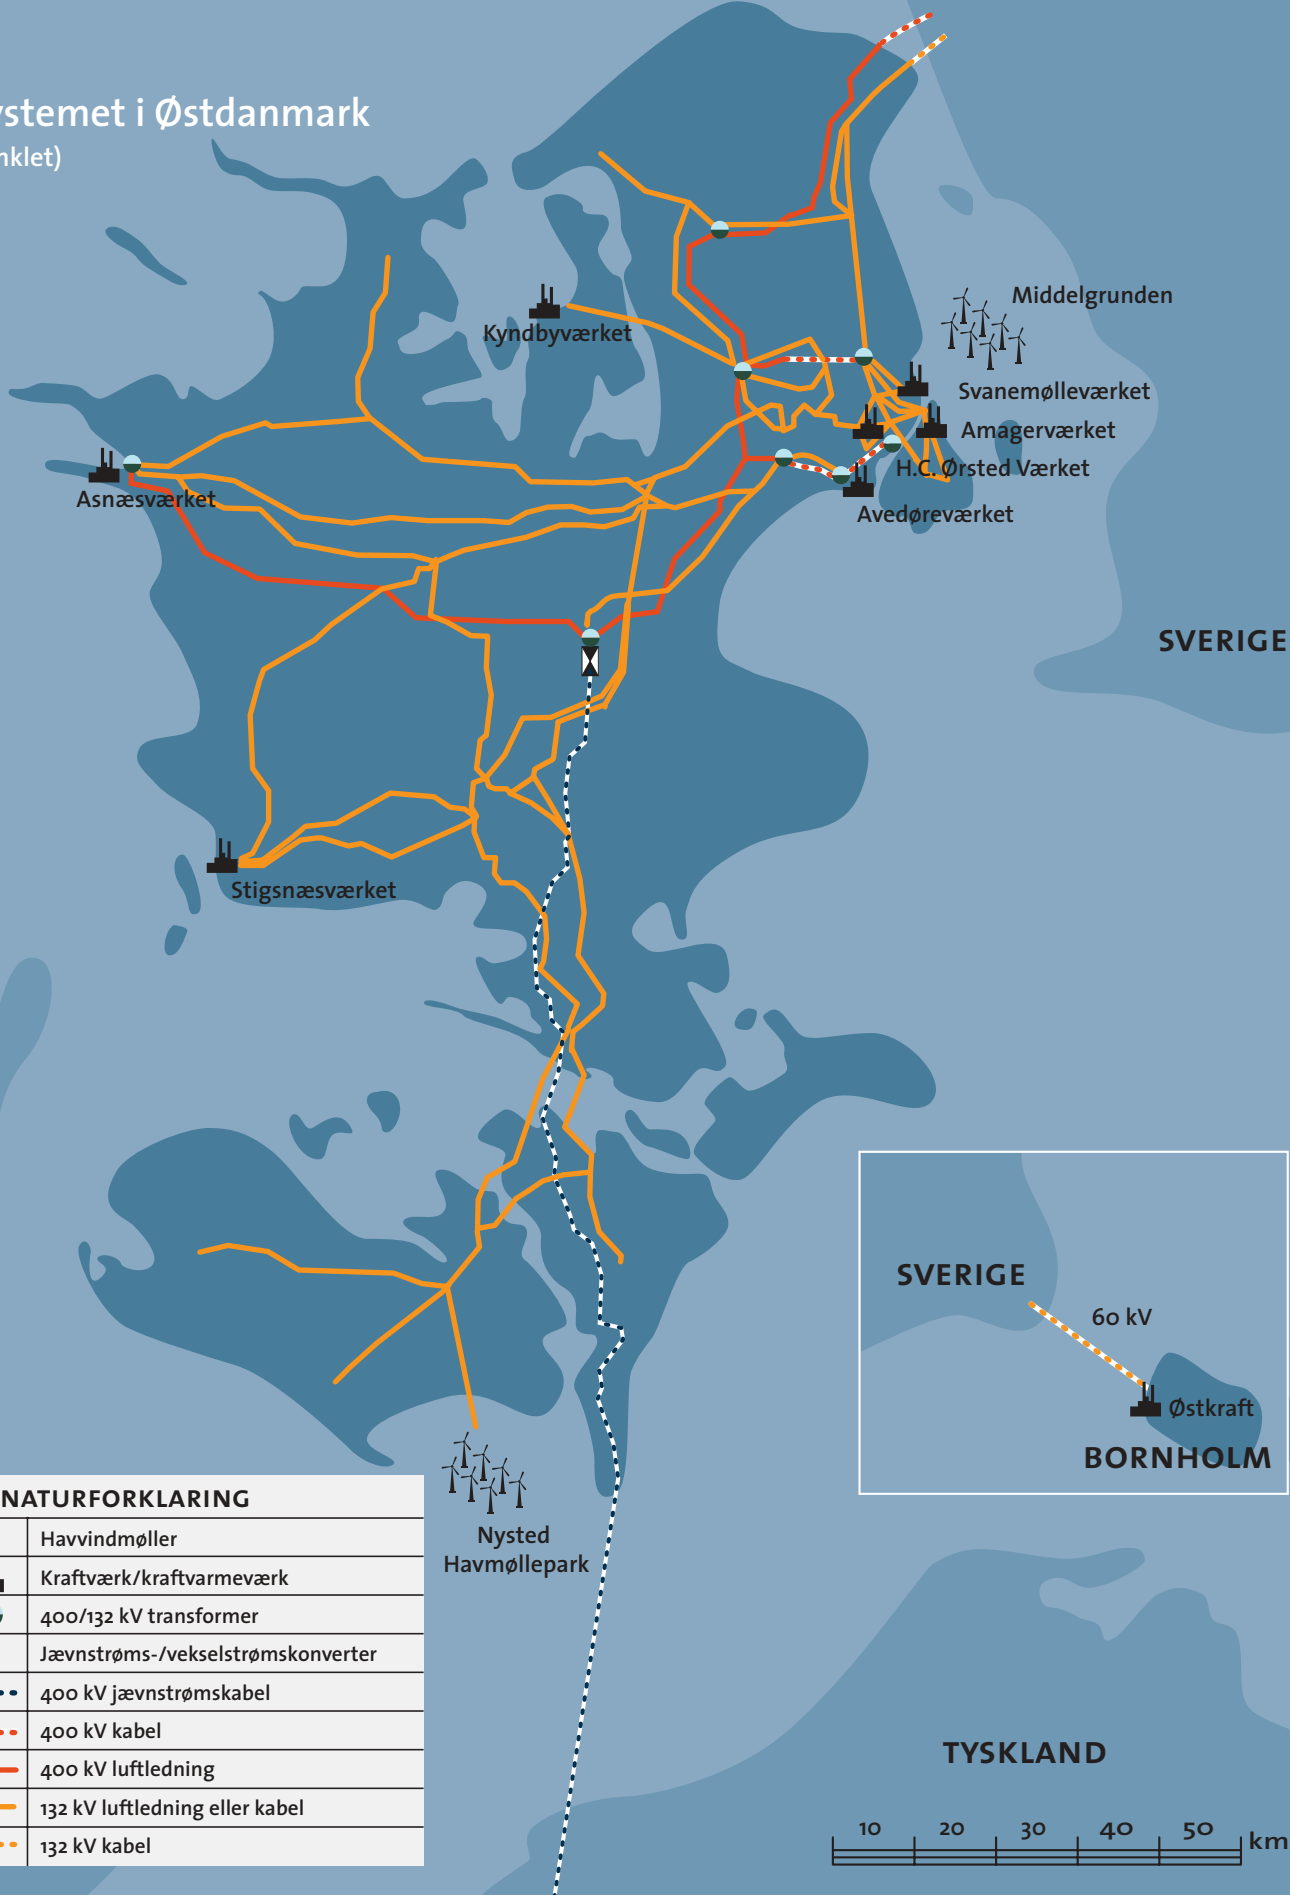 ystemet i Østdanmark
nklet)
Middelgrunden
Kyndbyværket
Svanemølleværket
Amagerværket
H.C. Ørsted Værket
Asnæsværket
Avedøreværket
SVERIGE
Stigsnæsværket
SVERIGE
60 kV
Østkraft
BORNHOLM
Nysted
Havmøllepark
NATURFORKLARING
Havvindmøller
Kraftværk/kraftvarmeværk
400/132 kV transformer
Jævnstrøms-/vekselstrømskonverter
400 kV jævnstrømskabel
400 kV kabel
400 kV luftledning
132 kV luftledning eller kabel
132 kV kabel
TYSKLAND
10 20 30 40 50 km